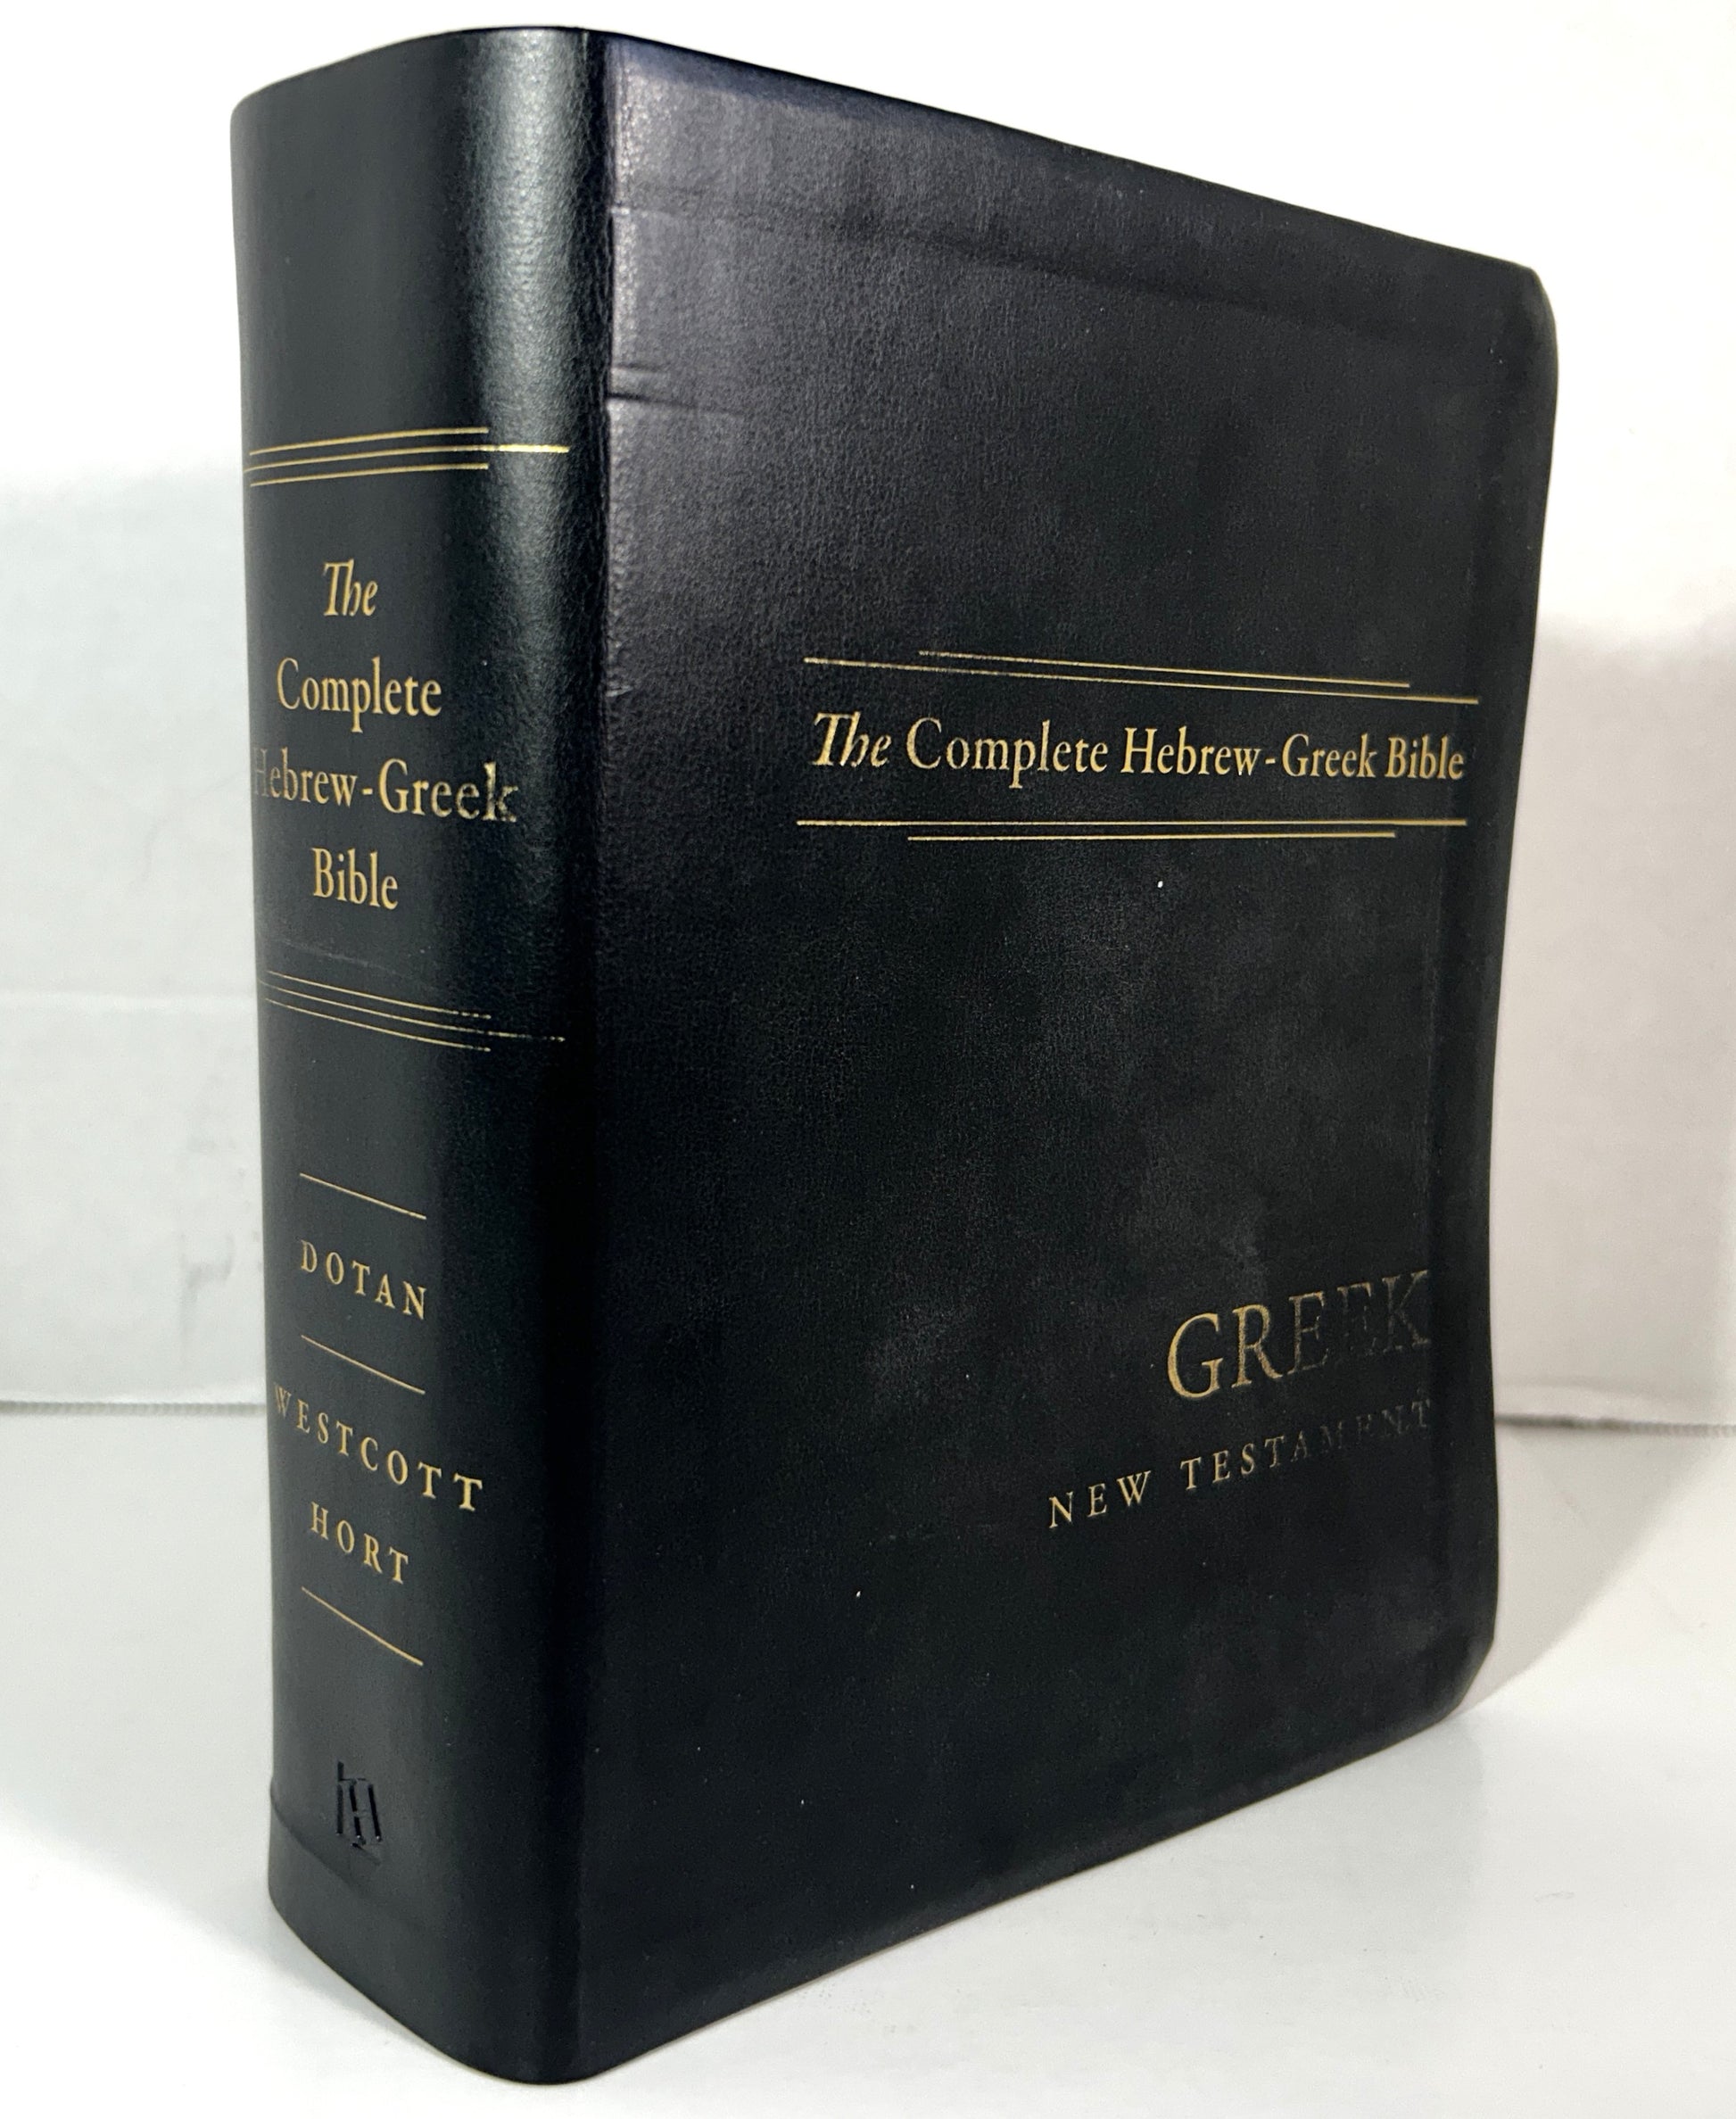 The
Complete
Hebrew-Greek
Bible
DOTAN
WESTCOTT
HORT
The Complete Hebrew-Greek Bible
GREEK
NEW TESTAMENT